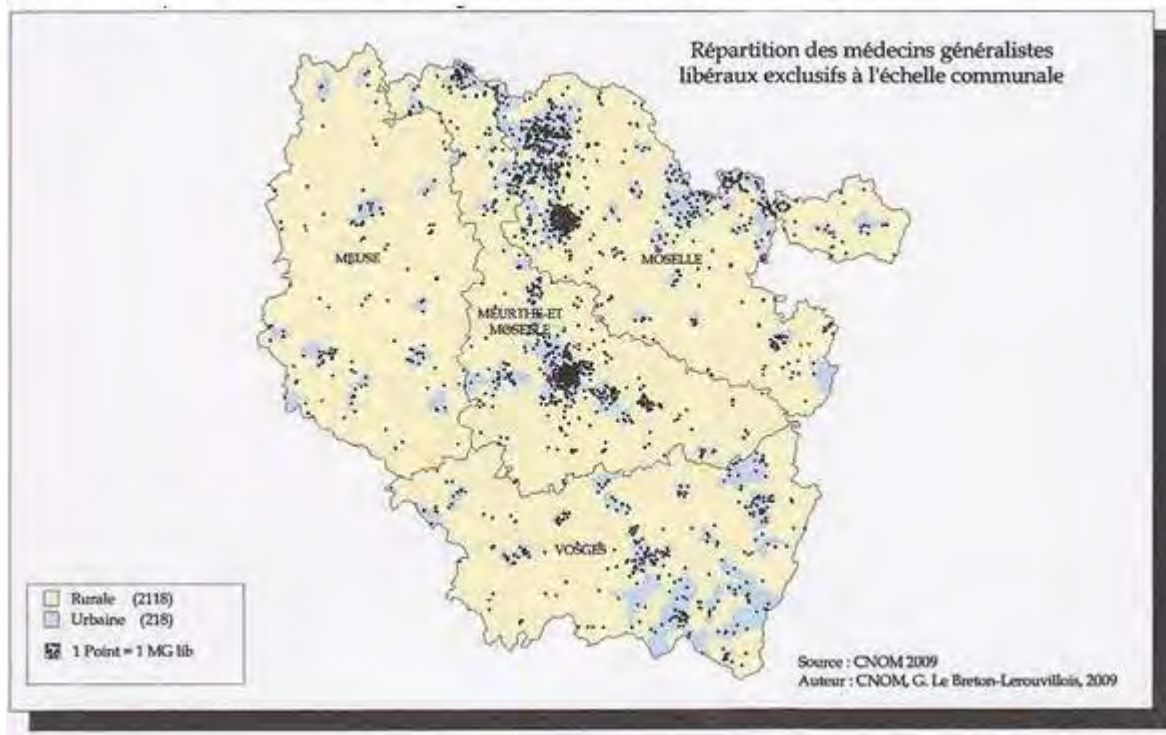 Répartition des médecins généralistes
libéraux exclusifs à l'échelle communale
MEUSE
MOSELLE
MEURTHE-ET
MOSELLE
VOSGES
Rurale (2118)
Urbaine (218)
1 Point = 1 MG lib
Source : CNOM 2009
Auteur : CNOM, G. Le Breton-Lerouvillois, 2009